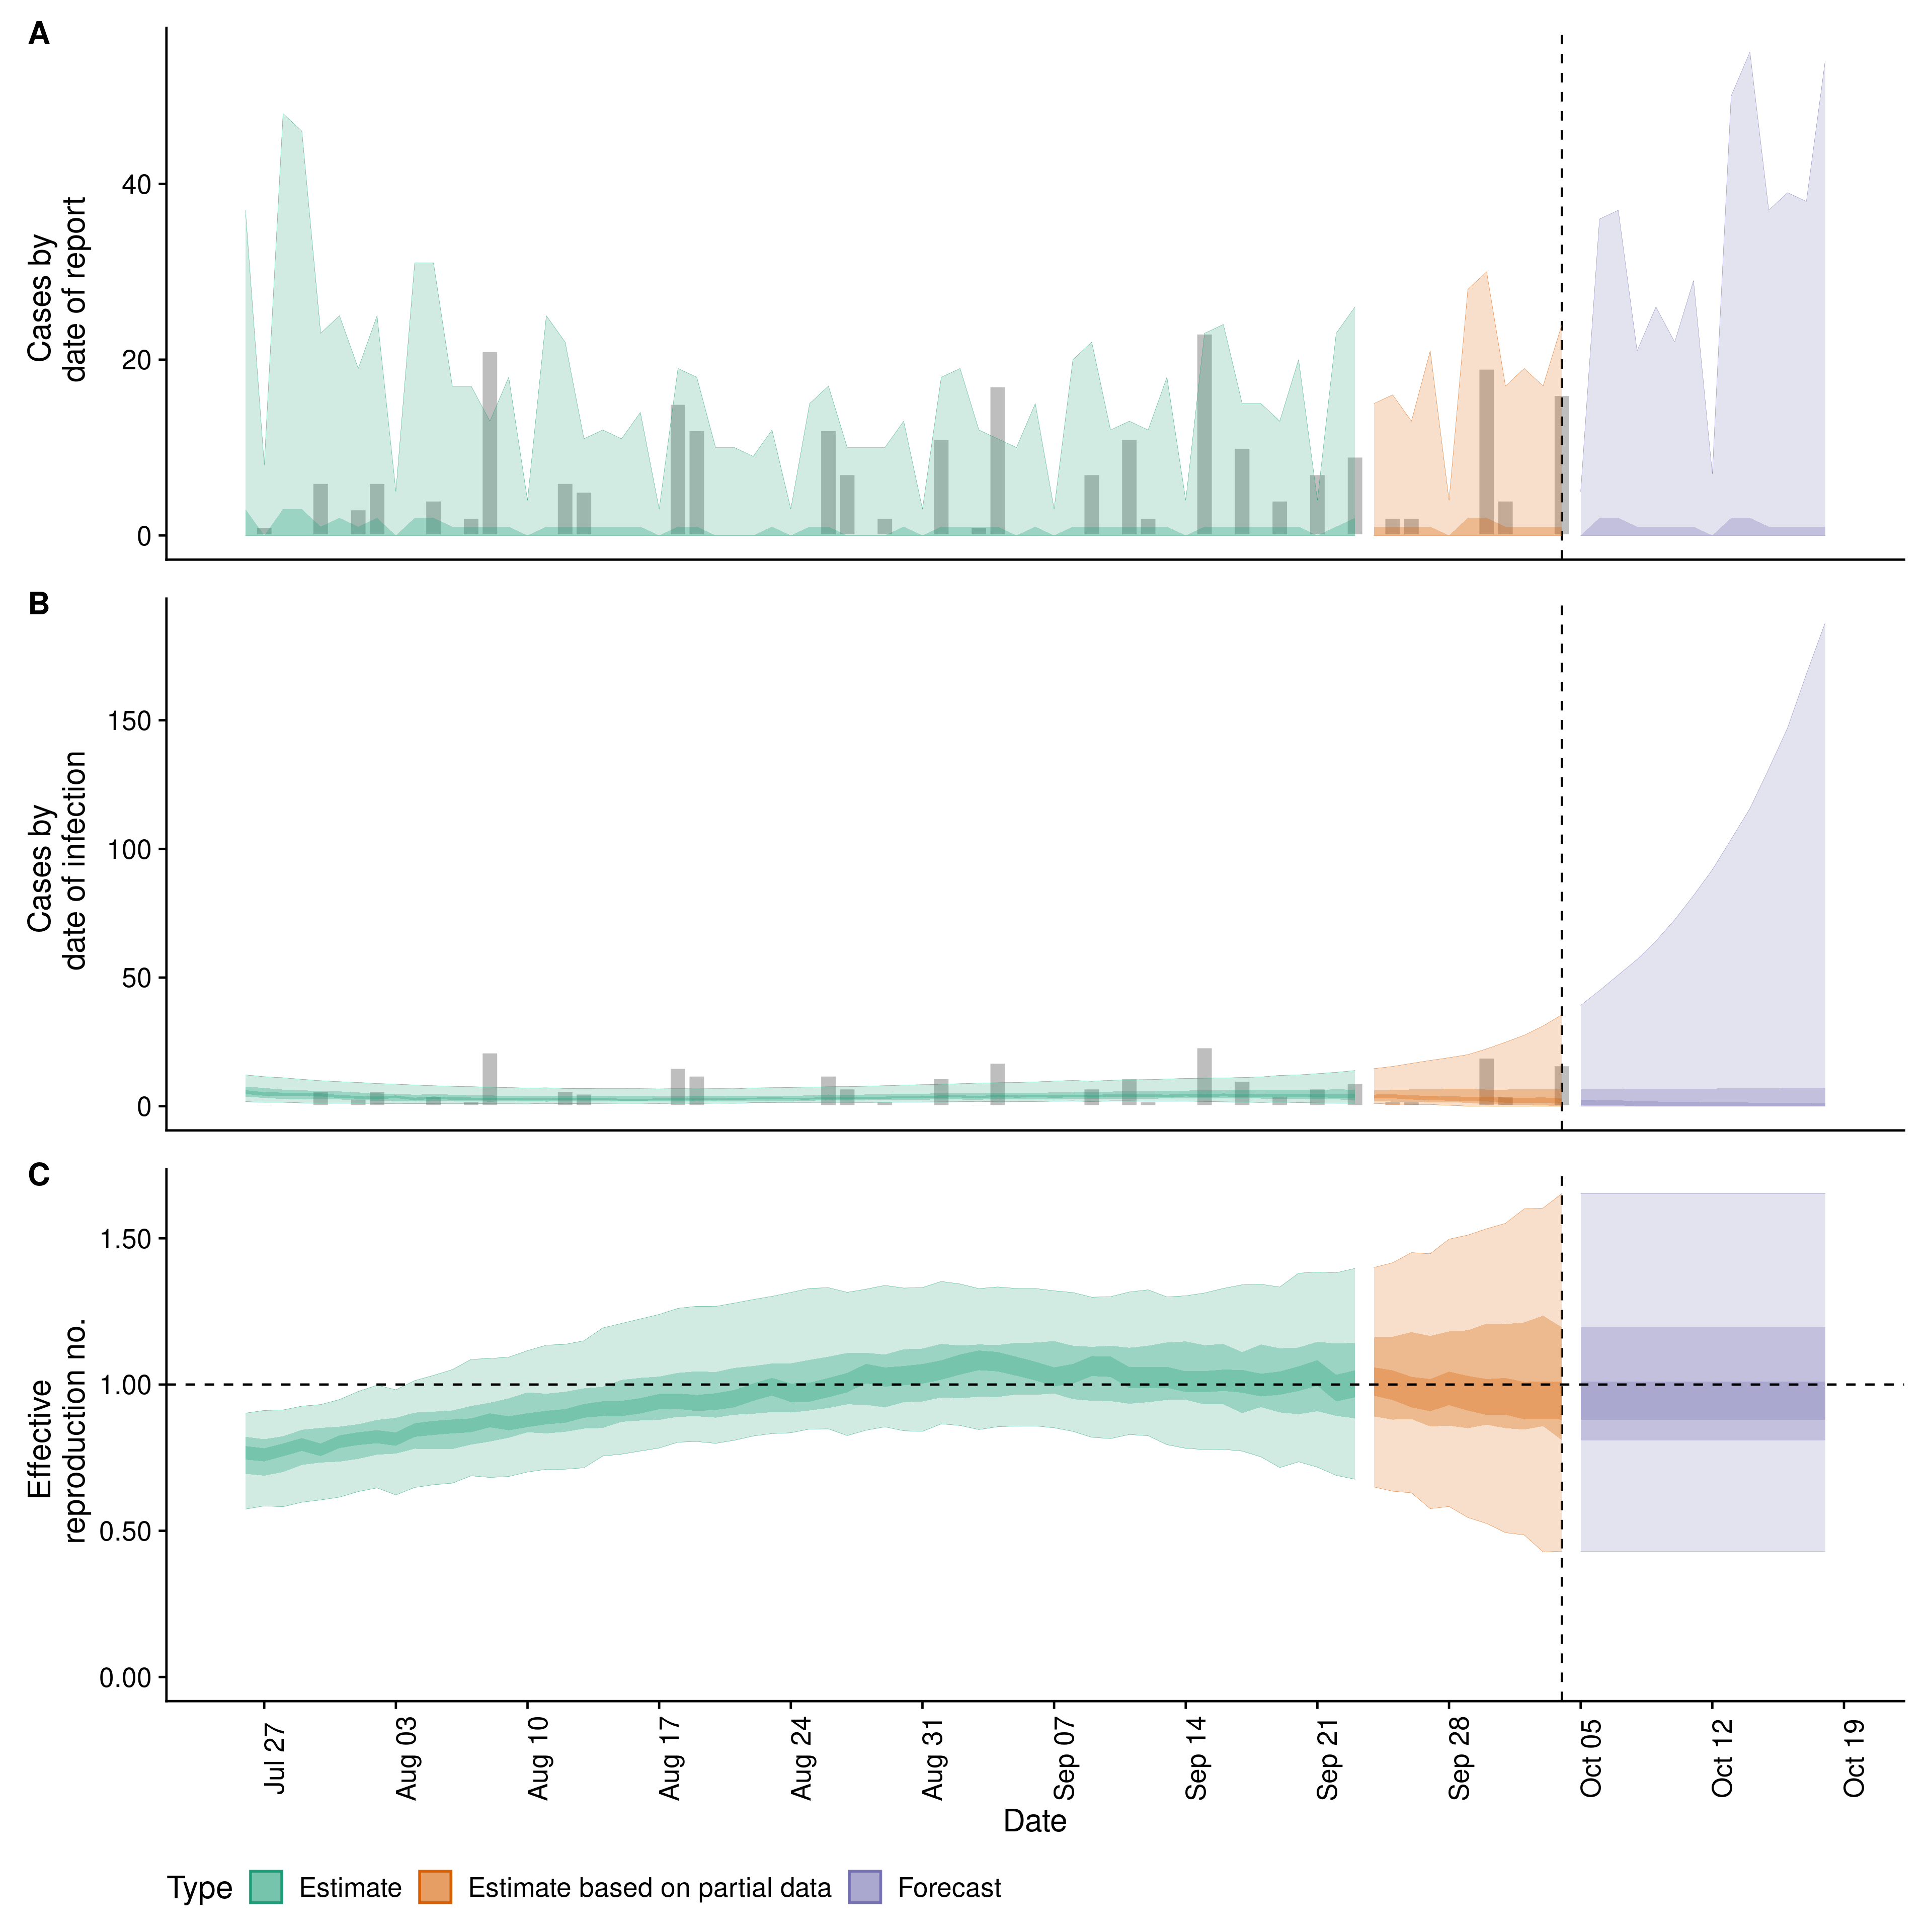 A
Cases by
date of report
40
20
0
B
Cases by
date of infection
150
100
50
0
C
Effective
reproduction no.
1.50
1.00
0.50
0.00
Jul 27
Aug 03
Aug 10
Aug 17
Aug 24
Aug 31
Sep 07
Sep 14
Sep 21
Sep 28
Oct 05
Oct 12
Oct 19
Date
Type Estimate Estimate based on partial data Forecast